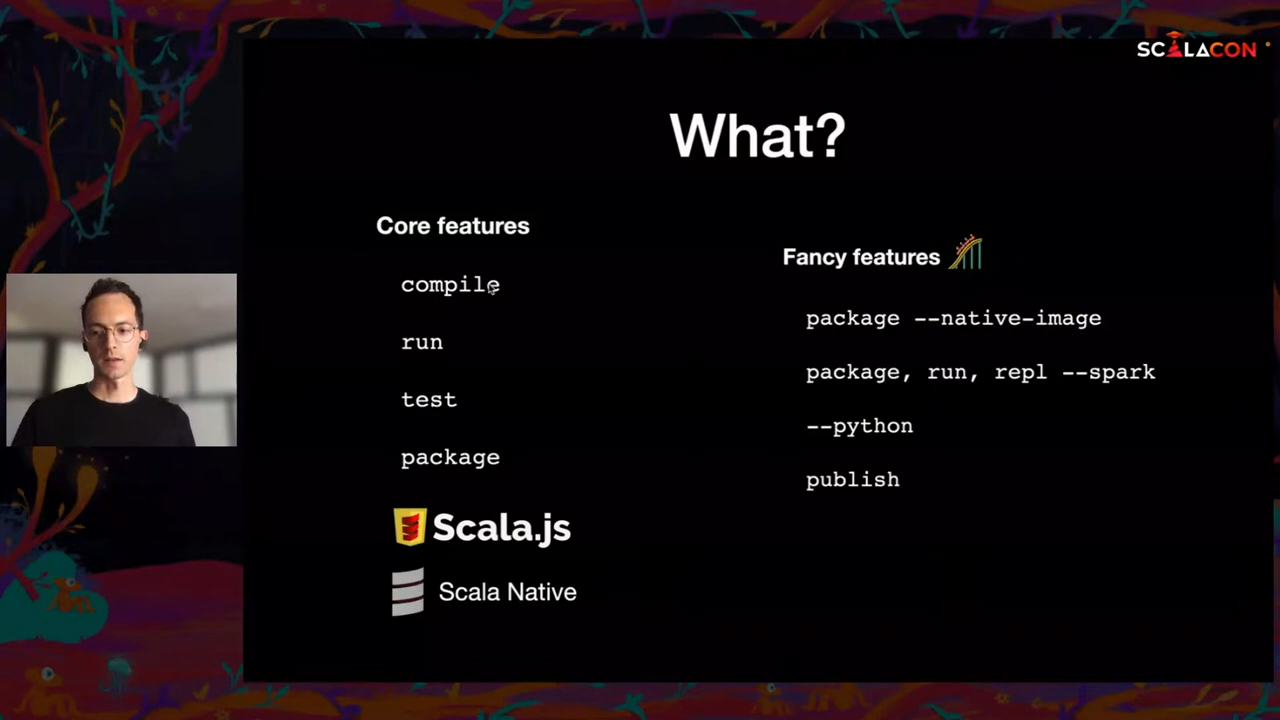 SCALACON
What?
Core features
compile
run
test
package
Scala.js
Scala Native
Fancy features
package --native-image
package, run, repl --spark
--python
publish